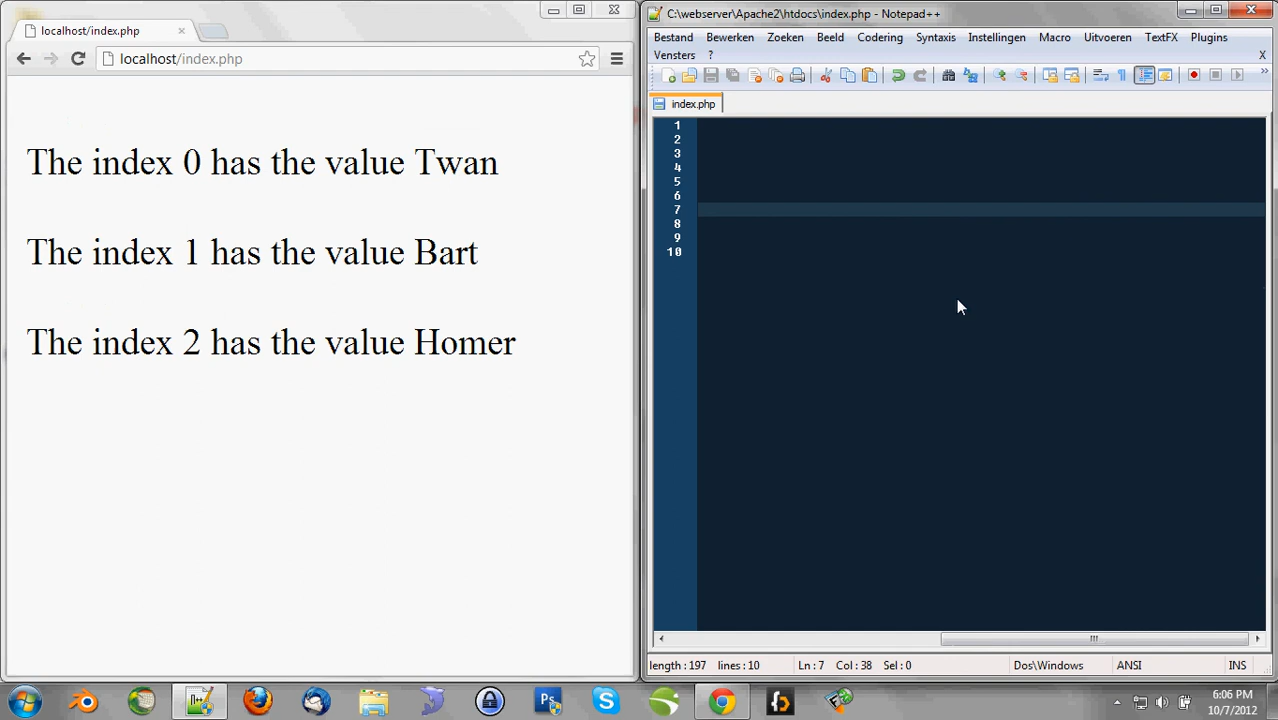 localhost/index.php
localhost/index.php
The index 0 has the value Twan
The index 1 has the value Bart
The index 2 has the value Homer
C:\webserver\Apache2\htdocs\index.php - Notepad++
Bestand Bewerken Zoeken Beeld Codering Syntaxis Instellingen Macro Uitvoeren TextFX Plugins
Vensters ? X
index.php
1
2
3
4
5
6
7
8
9
10
length : 197 lines : 10 Ln : 7 Col : 38 Sel : 0 Dos\Windows ANSI INS
6:06 PM
10/7/2012